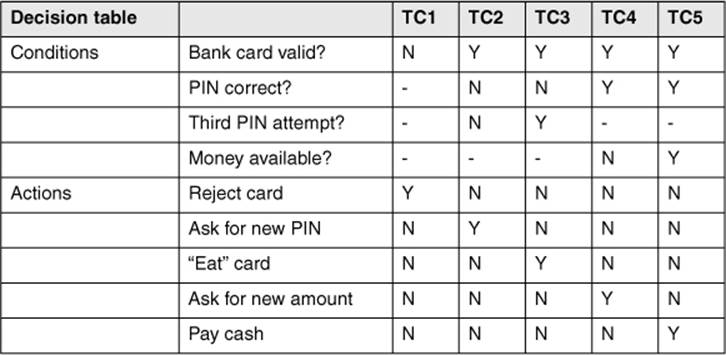 Decision table TC1 TC2 TC3 TC4 TC5
Conditions Bank card valid? N Y Y Y Y
PIN correct? - N N Y Y
Third PIN attempt? - N Y - -
Money available? - - - N Y
Actions Reject card Y N N N N
Ask for new PIN N Y N N N
“Eat” card N N Y N N
Ask for new amount N N N Y N
Pay cash N N N N Y